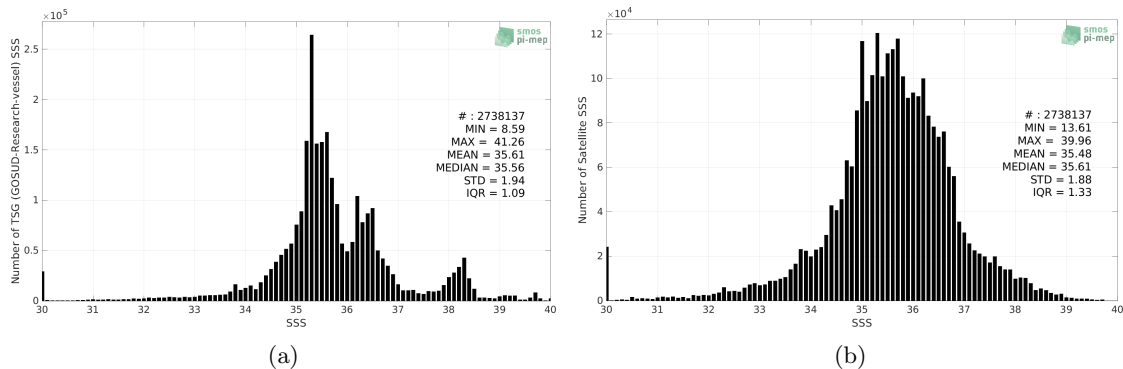 ×10^5
2.5
2
1.5
1
0.5
0
Number of TSG (GOSUD-Research-vessel) SSS
smos
pi-mep
# : 2738137
MIN = 8.59
MAX = 41.26
MEAN = 35.61
MEDIAN = 35.56
STD = 1.94
IQR = 1.09
30 31 32 33 34 35 36 37 38 39 40
SSS
(a)
×10^4
12
10
8
6
4
2
0
Number of Satellite SSS
smos
pi-mep
# : 2738137
MIN = 13.61
MAX = 39.96
MEAN = 35.48
MEDIAN = 35.61
STD = 1.88
IQR = 1.33
30 31 32 33 34 35 36 37 38 39 40
SSS
(b)